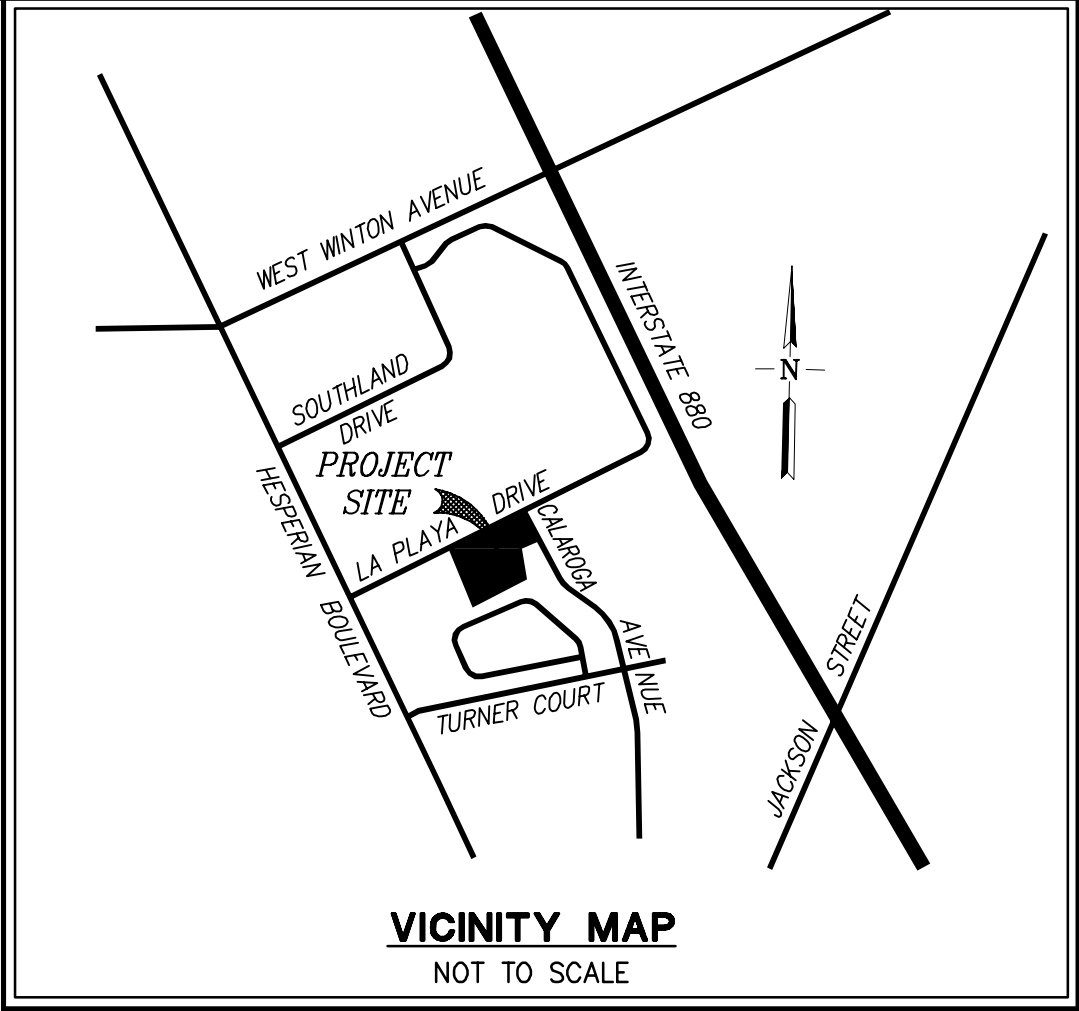 WEST WINTON AVENUE
INTERSTATE 880
N
SOUTHLAND
DRIVE
PROJECT
SITE
HESPERIAN BOULEVARD
LA PLAYA DRIVE
CALAROGA AVENUE
TURNER COURT
JACKSON STREET
VICINITY MAP
NOT TO SCALE